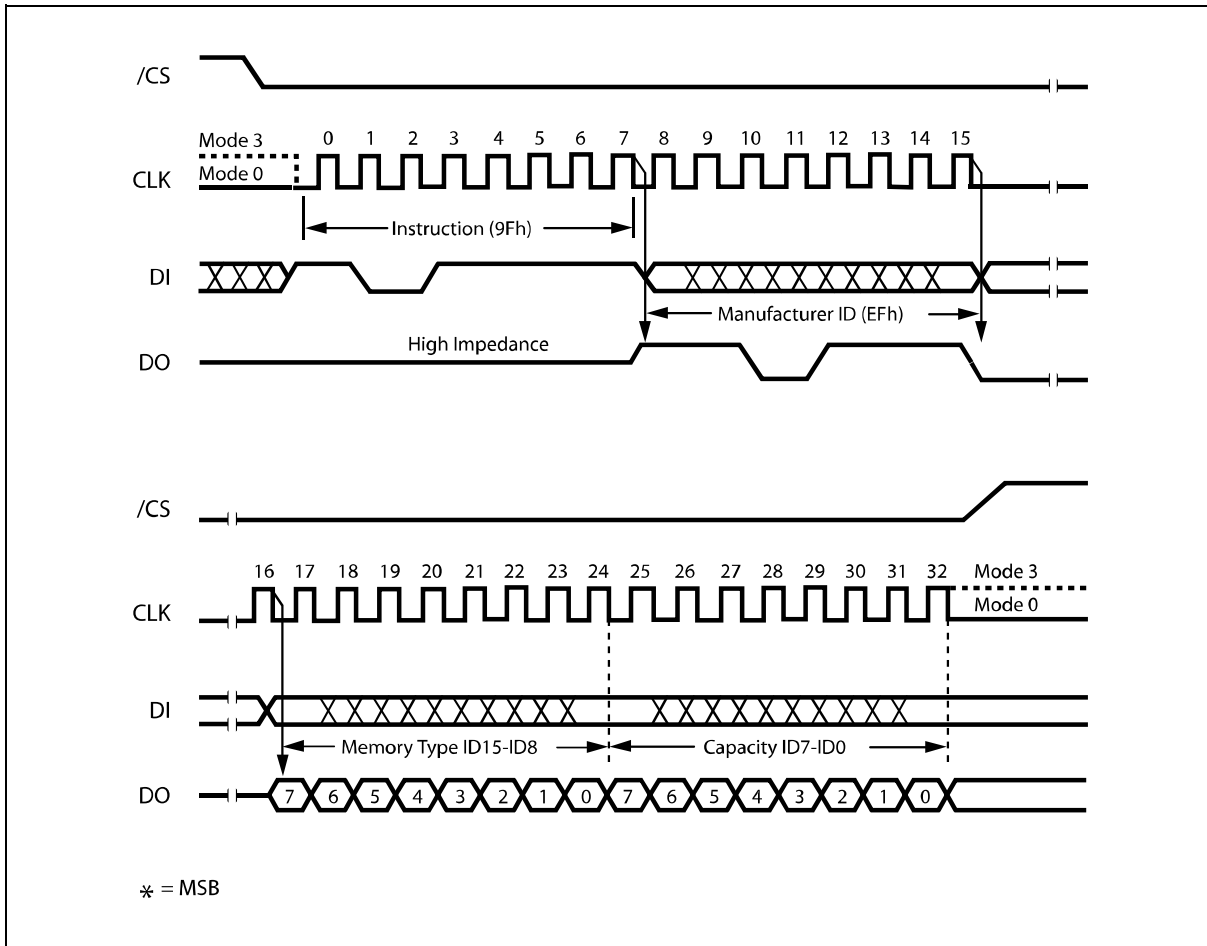 /CS
Mode 3
0 1 2 3 4 5 6 7 8 9 10 11 12 13 14 15
CLK
Mode 0
Instruction (9Fh)
DI
Manufacturer ID (EFh)
High Impedance
DO
/CS
16 17 18 19 20 21 22 23 24 25 26 27 28 29 30 31 32
Mode 3
CLK
Mode 0
DI
Memory Type ID15-ID8
Capacity ID7-ID0
DO
7 6 5 4 3 2 1 0 7 6 5 4 3 2 1 0
* = MSB